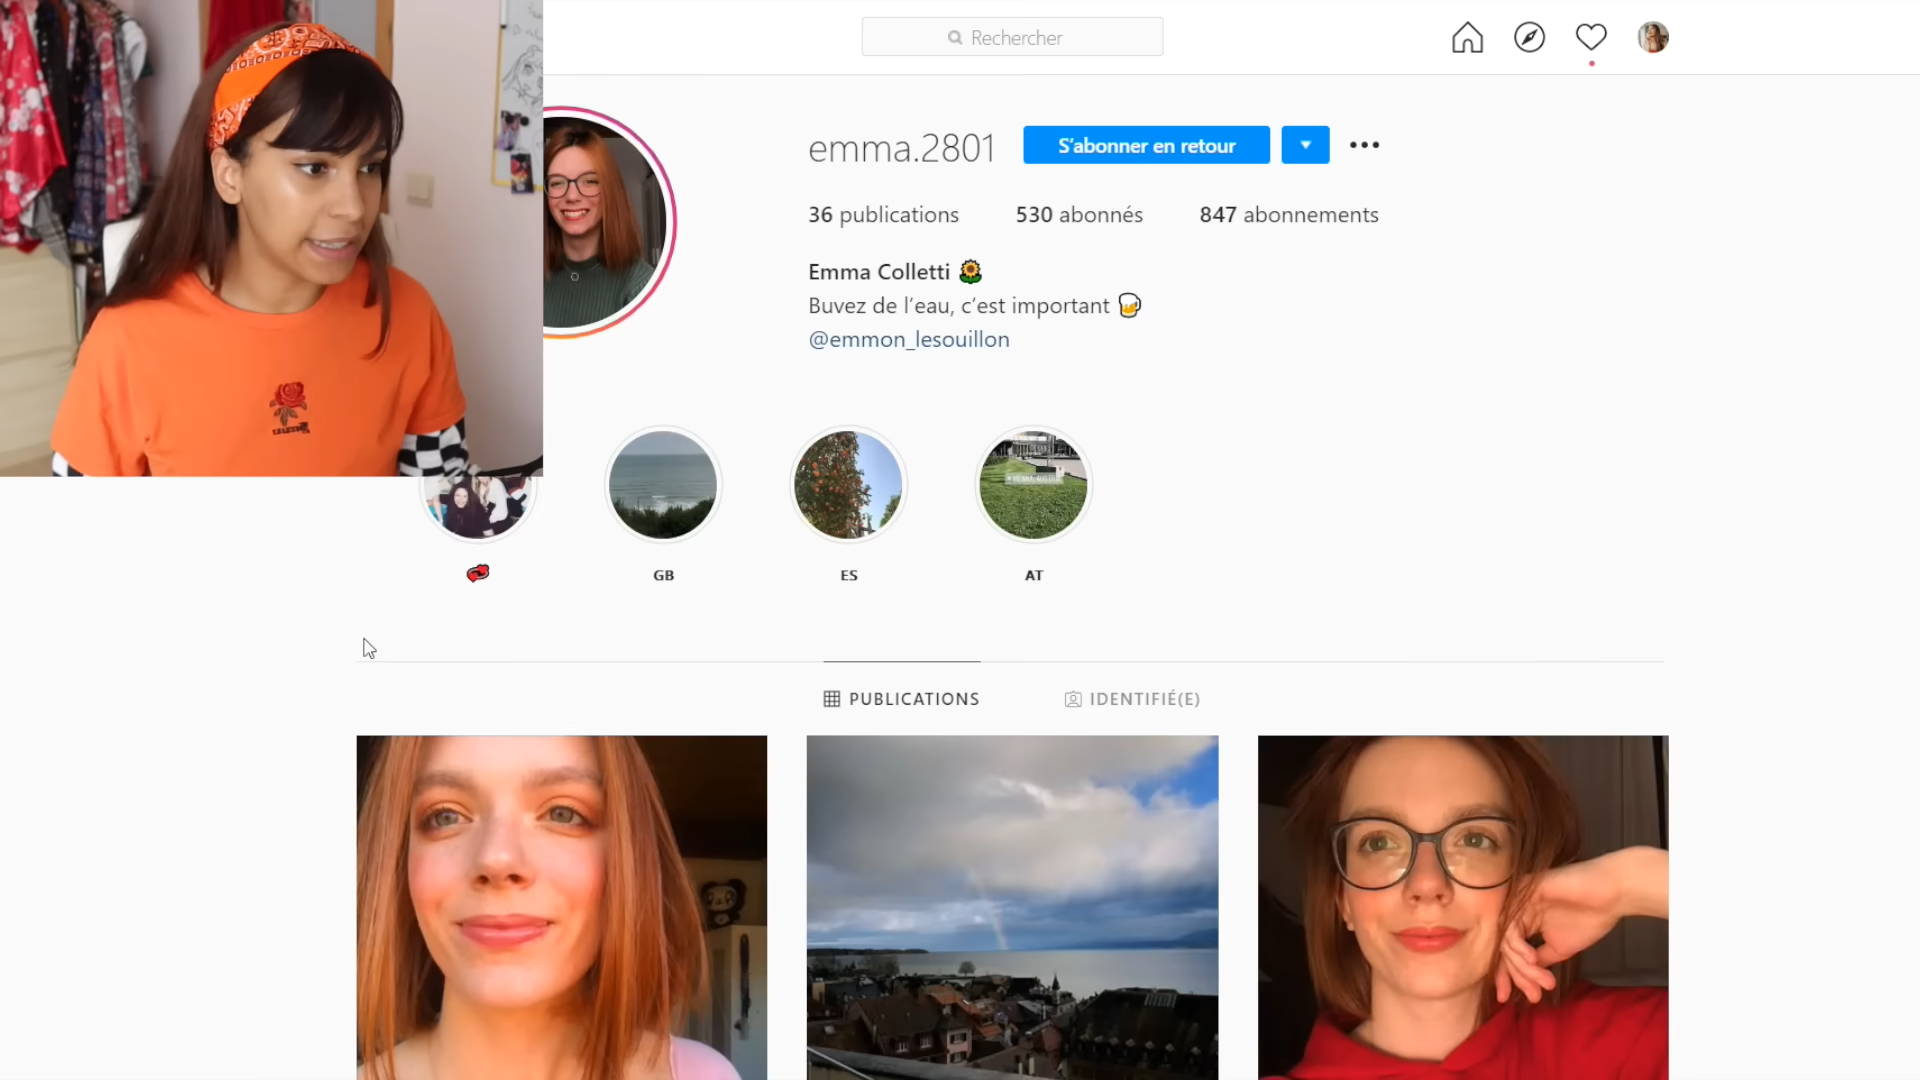 Rechercher
emma.2801
S'abonner en retour
36 publications
530 abonnés
847 abonnements
Emma Colletti
Buvez de l'eau, c'est important
@emmon_lesouillon
GB
ES
AT
PUBLICATIONS
IDENTIFIÉ(E)